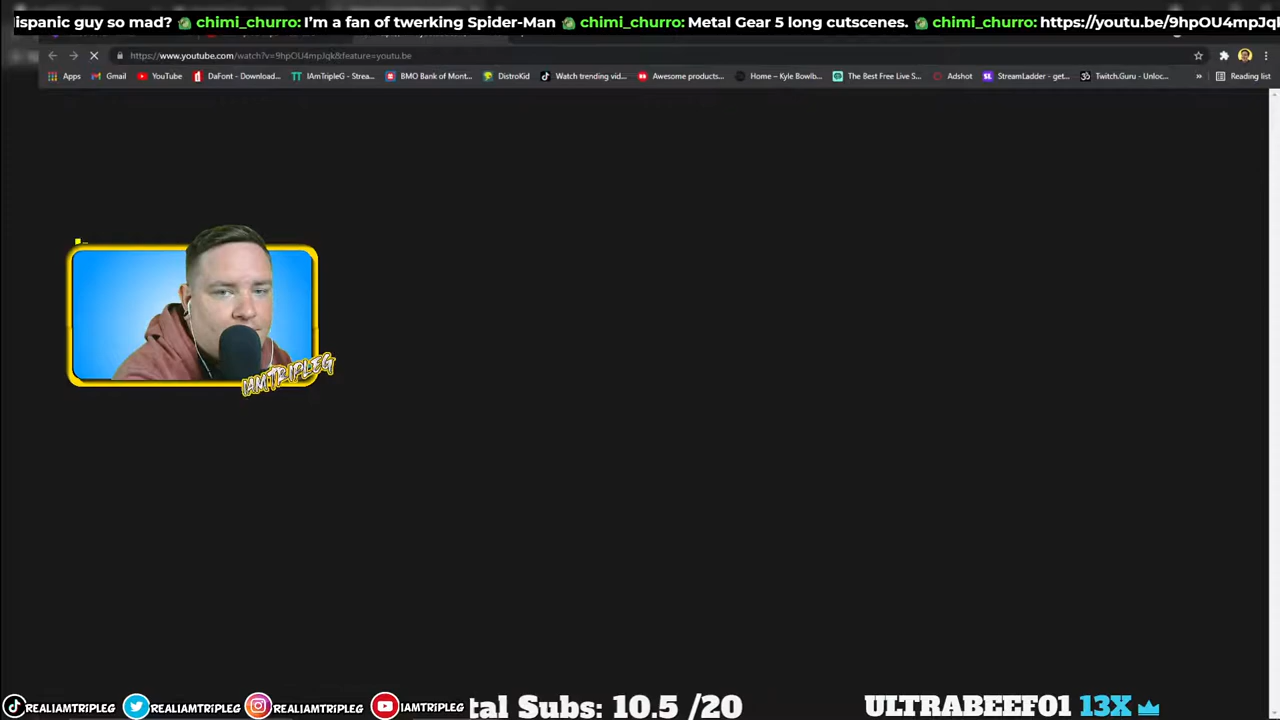 ispanic guy so mad? chimi_churro: I'm a fan of twerking Spider-Man chimi_churro: Metal Gear 5 long cutscenes. chimi_churro: https://youtu.be/9hpOU4mpJqk
https://www.youtube.com/watch?v=9hpOU4mpJqk&feature=youtu.be
Apps Gmail YouTube DaFont - Download... IAmTripleG - Strea... BMO Bank of Mont... DistroKid Watch trending vid... Awesome products... Home – Kyle Bowlb... The Best Free Live S... Adshot StreamLadder - get... Twitch.Guru - Unloc... » Reading list
IAMTRIPLEG
REALIAMTRIPLEG REALIAMTRIPLEG REALIAMTRIPLEG IAMTRIPLEG tal Subs: 10.5 /20 ULTRABEEF01 13X